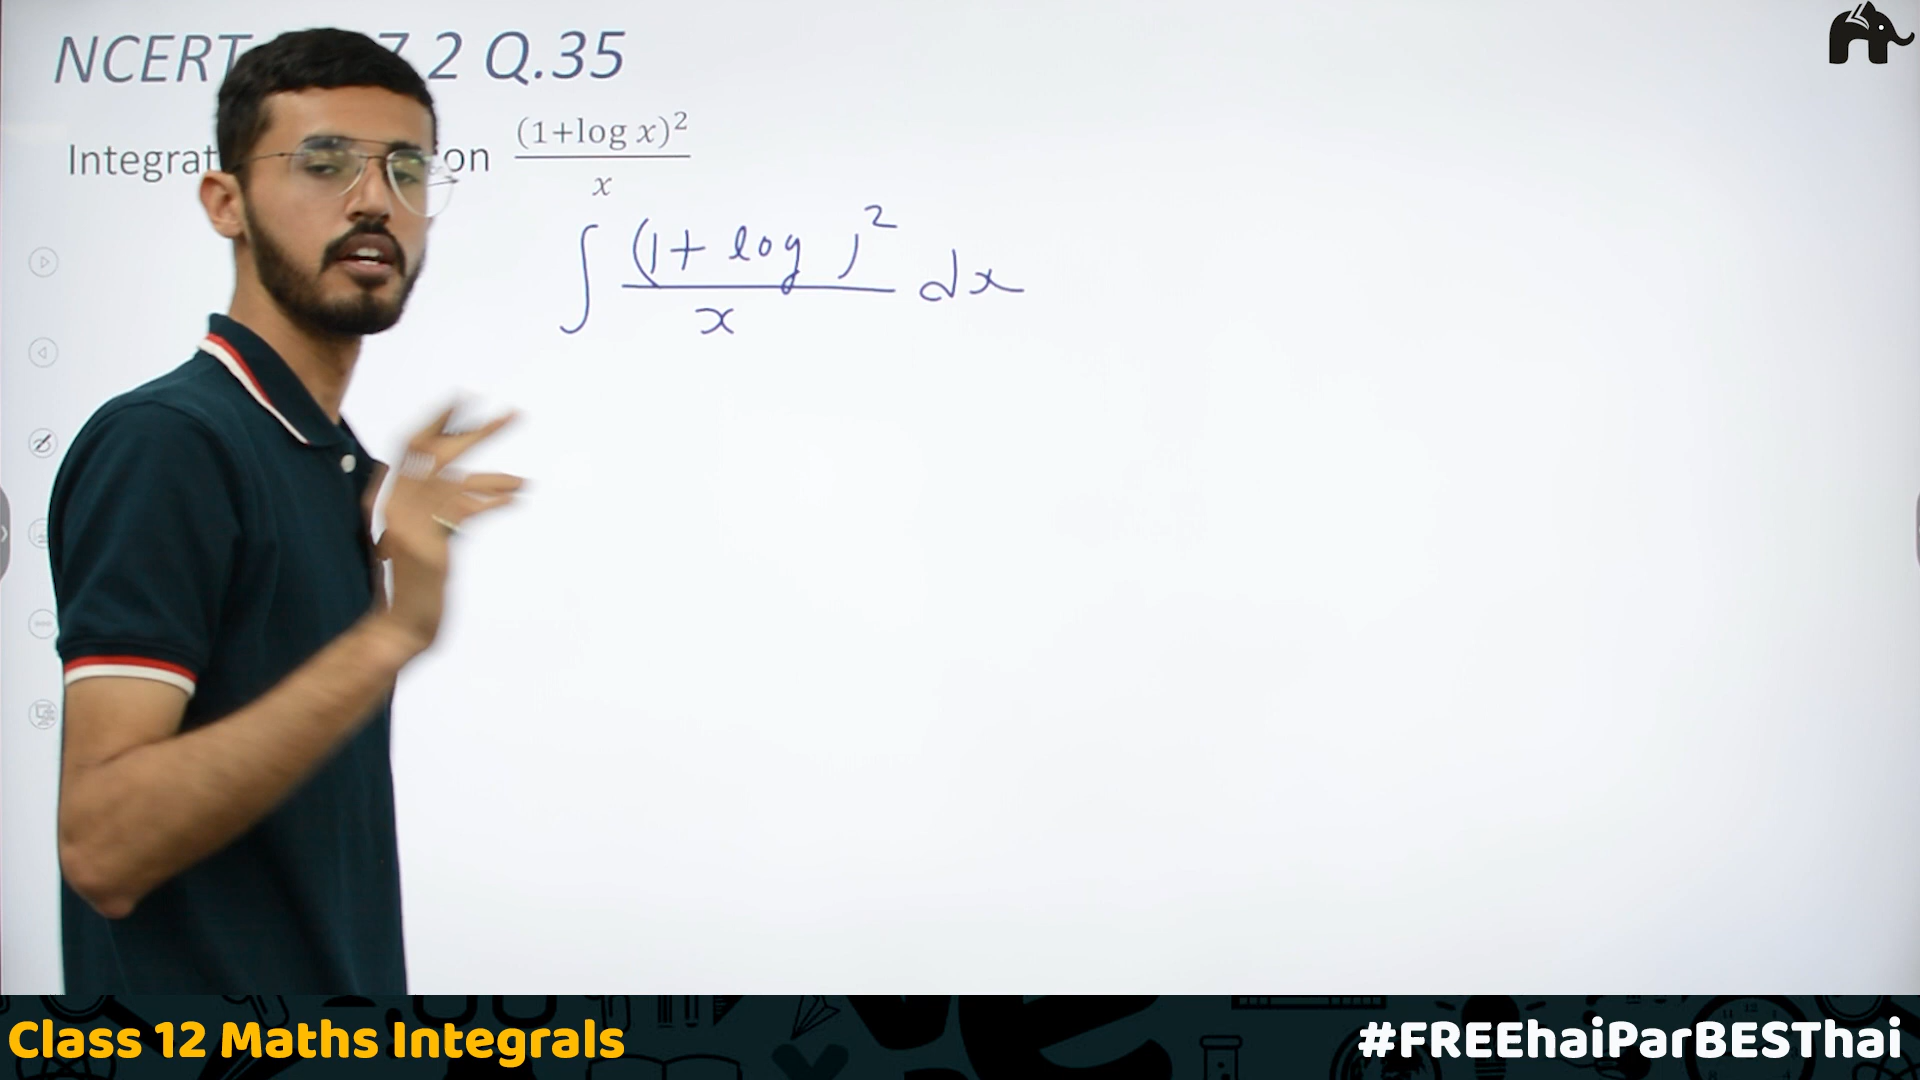 NCERT 7.2 Q.35
Integrat on (1+log x)²
x
∫ (1+ log )² dx
x
Class 12 Maths Integrals
#FREEhaiParBESThai